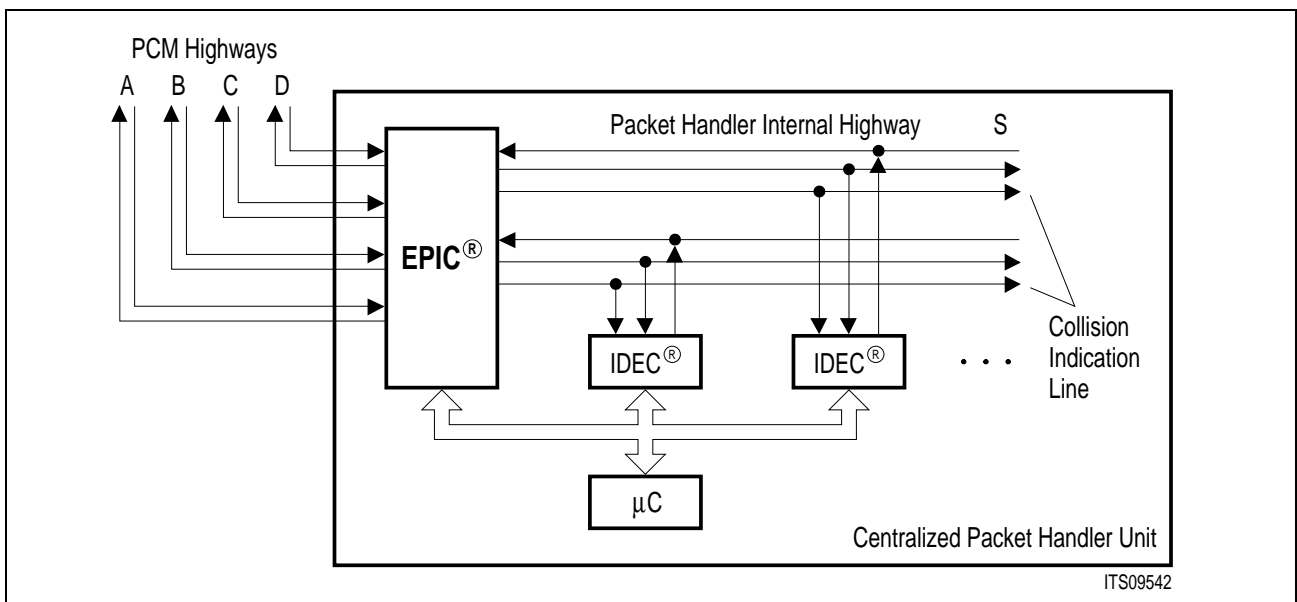 PCM Highways
A B C D
Packet Handler Internal Highway S
EPIC®
IDEC® IDEC® . . .
Collision
Indication
Line
µC
Centralized Packet Handler Unit
ITS09542